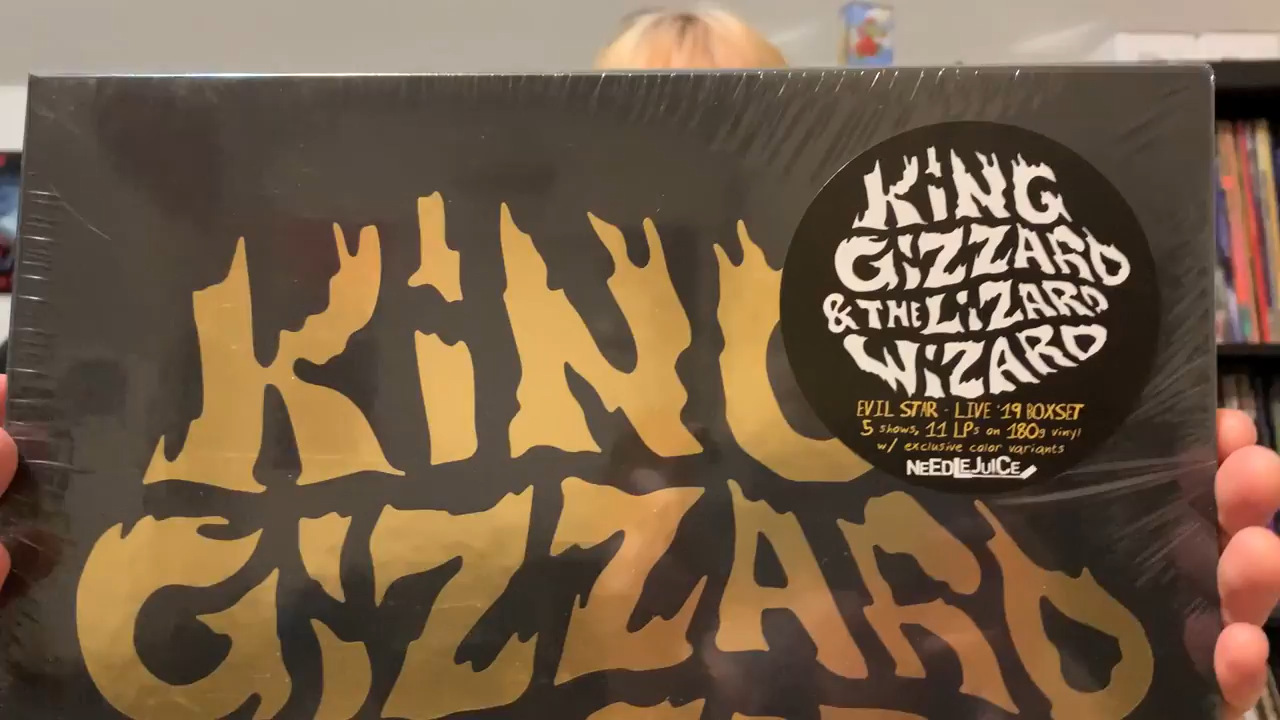 KiNG
GiZZARD
KiNG
GiZZARD
& THE LiZARD
WiZARD
EVIL STAR - LIVE '19 BOXSET
5 shows, 11 LPs on 180g vinyl
w/ exclusive color variants
NEEDLEJUICE